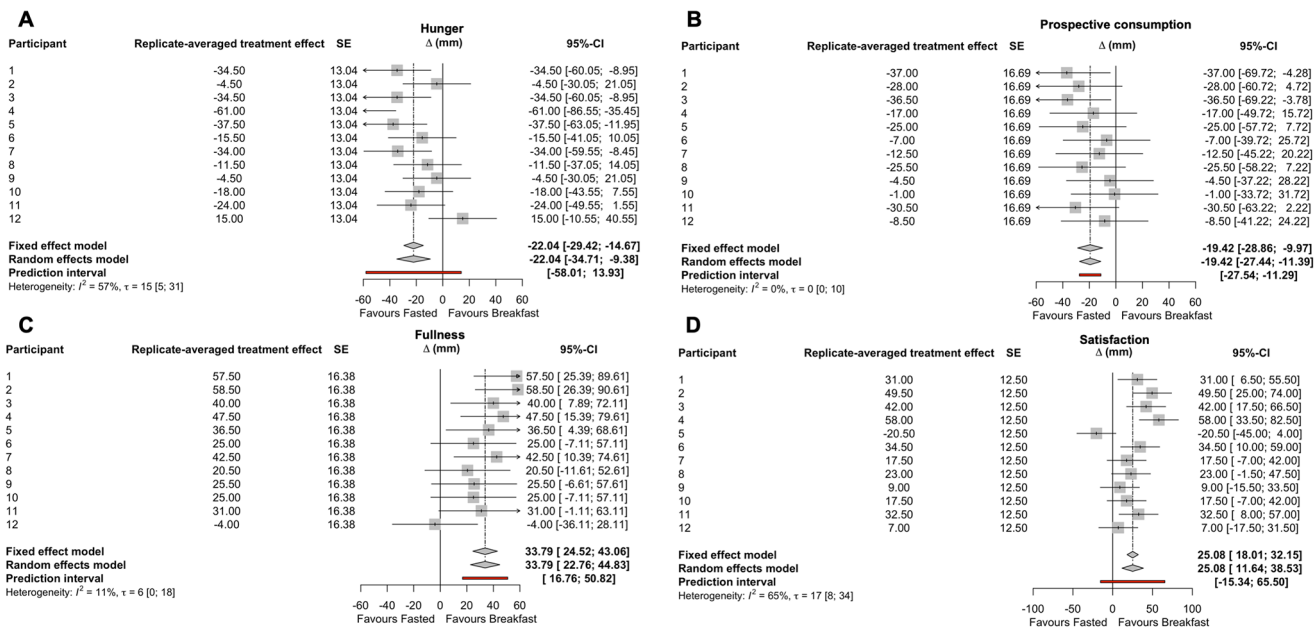 A
Hunger
Participant Replicate-averaged treatment effect SE Δ (mm) 95%-CI
1 -34.50 13.04 -34.50 [-60.05; -8.95]
2 -4.50 13.04 -4.50 [-30.05; 21.05]
3 -34.50 13.04 -34.50 [-60.05; -8.95]
4 -61.00 13.04 -61.00 [-86.55; -35.45]
5 -37.50 13.04 -37.50 [-63.05; -11.95]
6 -15.50 13.04 -15.50 [-41.05; 10.05]
7 -34.00 13.04 -34.00 [-59.55; -8.45]
8 -11.50 13.04 -11.50 [-37.05; 14.05]
9 -4.50 13.04 -4.50 [-30.05; 21.05]
10 -18.00 13.04 -18.00 [-43.55; 7.55]
11 -24.00 13.04 -24.00 [-49.55; 1.55]
12 15.00 13.04 15.00 [-10.55; 40.55]
Fixed effect model -22.04 [-29.42; -14.67]
Random effects model -22.04 [-34.71; -9.38]
Prediction interval [-58.01; 13.93]
Heterogeneity: I² = 57%, τ = 15 [5; 31]
-60 -40 -20 0 20 40 60
Favours Fasted Favours Breakfast
B
Prospective consumption
Participant Replicate-averaged treatment effect SE Δ (mm) 95%-CI
1 -37.00 16.69 -37.00 [-69.72; -4.28]
2 -28.00 16.69 -28.00 [-60.72; 4.72]
3 -36.50 16.69 -36.50 [-69.22; -3.78]
4 -17.00 16.69 -17.00 [-49.72; 15.72]
5 -25.00 16.69 -25.00 [-57.72; 7.72]
6 -7.00 16.69 -7.00 [-39.72; 25.72]
7 -12.50 16.69 -12.50 [-45.22; 20.22]
8 -25.50 16.69 -25.50 [-58.22; 7.22]
9 -4.50 16.69 -4.50 [-37.22; 28.22]
10 -1.00 16.69 -1.00 [-33.72; 31.72]
11 -30.50 16.69 -30.50 [-63.22; 2.22]
12 -8.50 16.69 -8.50 [-41.22; 24.22]
Fixed effect model -19.42 [-28.86; -9.97]
Random effects model -19.42 [-27.44; -11.39]
Prediction interval [-27.54; -11.29]
Heterogeneity: I² = 0%, τ = 0 [0; 10]
-60 -40 -20 0 20 40 60
Favours Fasted Favours Breakfast
C
Fullness
Participant Replicate-averaged treatment effect SE Δ (mm) 95%-CI
1 57.50 16.38 57.50 [ 25.39; 89.61]
2 58.50 16.38 58.50 [ 26.39; 90.61]
3 40.00 16.38 40.00 [ 7.89; 72.11]
4 47.50 16.38 47.50 [ 15.39; 79.61]
5 36.50 16.38 36.50 [ 4.39; 68.61]
6 25.00 16.38 25.00 [ -7.11; 57.11]
7 42.50 16.38 42.50 [ 10.39; 74.61]
8 20.50 16.38 20.50 [-11.61; 52.61]
9 25.50 16.38 25.50 [ -6.61; 57.61]
10 25.00 16.38 25.00 [ -7.11; 57.11]
11 31.00 16.38 31.00 [ -1.11; 63.11]
12 -4.00 16.38 -4.00 [-36.11; 28.11]
Fixed effect model 33.79 [ 24.52; 43.06]
Random effects model 33.79 [ 22.76; 44.83]
Prediction interval [ 16.76; 50.82]
Heterogeneity: I² = 11%, τ = 6 [0; 18]
-60 -40 -20 0 20 40 60
Favours Fasted Favours Breakfast
D
Satisfaction
Participant Replicate-averaged treatment effect SE Δ (mm) 95%-CI
1 31.00 12.50 31.00 [ 6.50; 55.50]
2 49.50 12.50 49.50 [ 25.00; 74.00]
3 42.00 12.50 42.00 [ 17.50; 66.50]
4 58.00 12.50 58.00 [ 33.50; 82.50]
5 -20.50 12.50 -20.50 [-45.00; 4.00]
6 34.50 12.50 34.50 [ 10.00; 59.00]
7 17.50 12.50 17.50 [ -7.00; 42.00]
8 23.00 12.50 23.00 [ -1.50; 47.50]
9 9.00 12.50 9.00 [-15.50; 33.50]
10 17.50 12.50 17.50 [ -7.00; 42.00]
11 32.50 12.50 32.50 [ 8.00; 57.00]
12 7.00 12.50 7.00 [-17.50; 31.50]
Fixed effect model 25.08 [ 18.01; 32.15]
Random effects model 25.08 [ 11.64; 38.53]
Prediction interval [-15.34; 65.50]
Heterogeneity: I² = 65%, τ = 17 [8; 34]
-100 -50 0 50 100
Favours Fasted Favours Breakfast